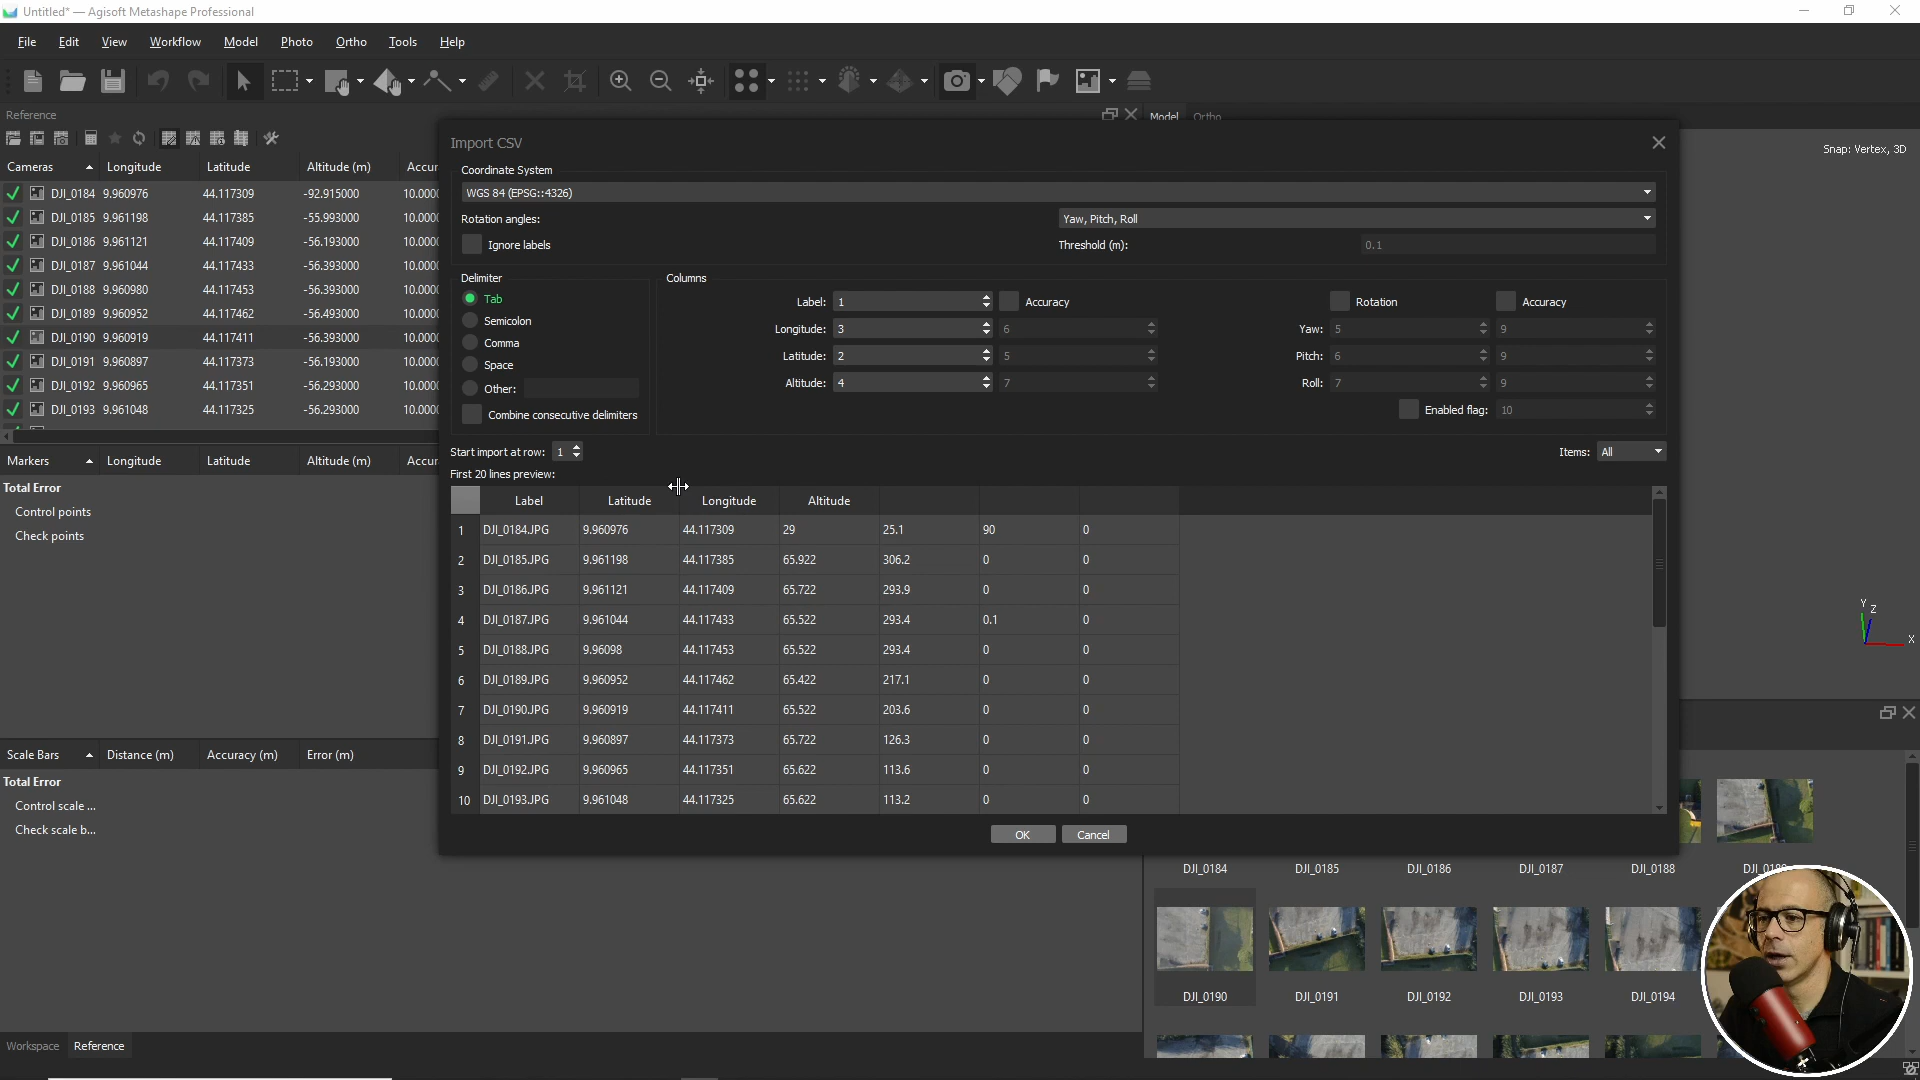 Untitled* — Agisoft Metashape Professional
File Edit View Workflow Model Photo Ortho Tools Help
Reference
Model Ortho
Snap: Vertex, 3D
Cameras Longitude Latitude Altitude (m) Accur
DJI_0184 9.960976 44.117309 -92.915000 10.0000
DJI_0185 9.961198 44.117385 -55.993000 10.0000
DJI_0186 9.961121 44.117409 -56.193000 10.0000
DJI_0187 9.961044 44.117433 -56.393000 10.0000
DJI_0188 9.960980 44.117453 -56.393000 10.0000
DJI_0189 9.960952 44.117462 -56.493000 10.0000
DJI_0190 9.960919 44.117411 -56.393000 10.0000
DJI_0191 9.960897 44.117373 -56.193000 10.0000
DJI_0192 9.960965 44.117351 -56.293000 10.0000
DJI_0193 9.961048 44.117325 -56.293000 10.0000
Markers Longitude Latitude Altitude (m) Accur
Total Error
Control points
Check points
Scale Bars Distance (m) Accuracy (m) Error (m)
Total Error
Control scale ...
Check scale b...
Workspace Reference
Import CSV
Coordinate System
WGS 84 (EPSG::4326)
Rotation angles: Yaw, Pitch, Roll
Ignore labels Threshold (m): 0.1
Delimiter Columns
Tab
Semicolon
Comma
Space
Other:
Combine consecutive delimiters
Label: 1 Accuracy Rotation Accuracy
Longitude: 3 6 Yaw: 5 9
Latitude: 2 5 Pitch: 6 9
Altitude: 4 7 Roll: 7 9
Enabled flag: 10
Start import at row: 1 Items: All
First 20 lines preview:
Label Latitude Longitude Altitude
1 DJI_0184.JPG 9.960976 44.117309 29 25.1 90 0
2 DJI_0185.JPG 9.961198 44.117385 65.922 306.2 0 0
3 DJI_0186.JPG 9.961121 44.117409 65.722 293.9 0 0
4 DJI_0187.JPG 9.961044 44.117433 65.522 293.4 0.1 0
5 DJI_0188.JPG 9.96098 44.117453 65.522 293.4 0 0
6 DJI_0189.JPG 9.960952 44.117462 65.422 217.1 0 0
7 DJI_0190.JPG 9.960919 44.117411 65.522 203.6 0 0
8 DJI_0191.JPG 9.960897 44.117373 65.722 126.3 0 0
9 DJI_0192.JPG 9.960965 44.117351 65.622 113.6 0 0
10 DJI_0193.JPG 9.961048 44.117325 65.622 113.2 0 0
OK Cancel
Y
Z
X
DJI_0184 DJI_0185 DJI_0186 DJI_0187 DJI_0188 DJI_0189
DJI_0190 DJI_0191 DJI_0192 DJI_0193 DJI_0194